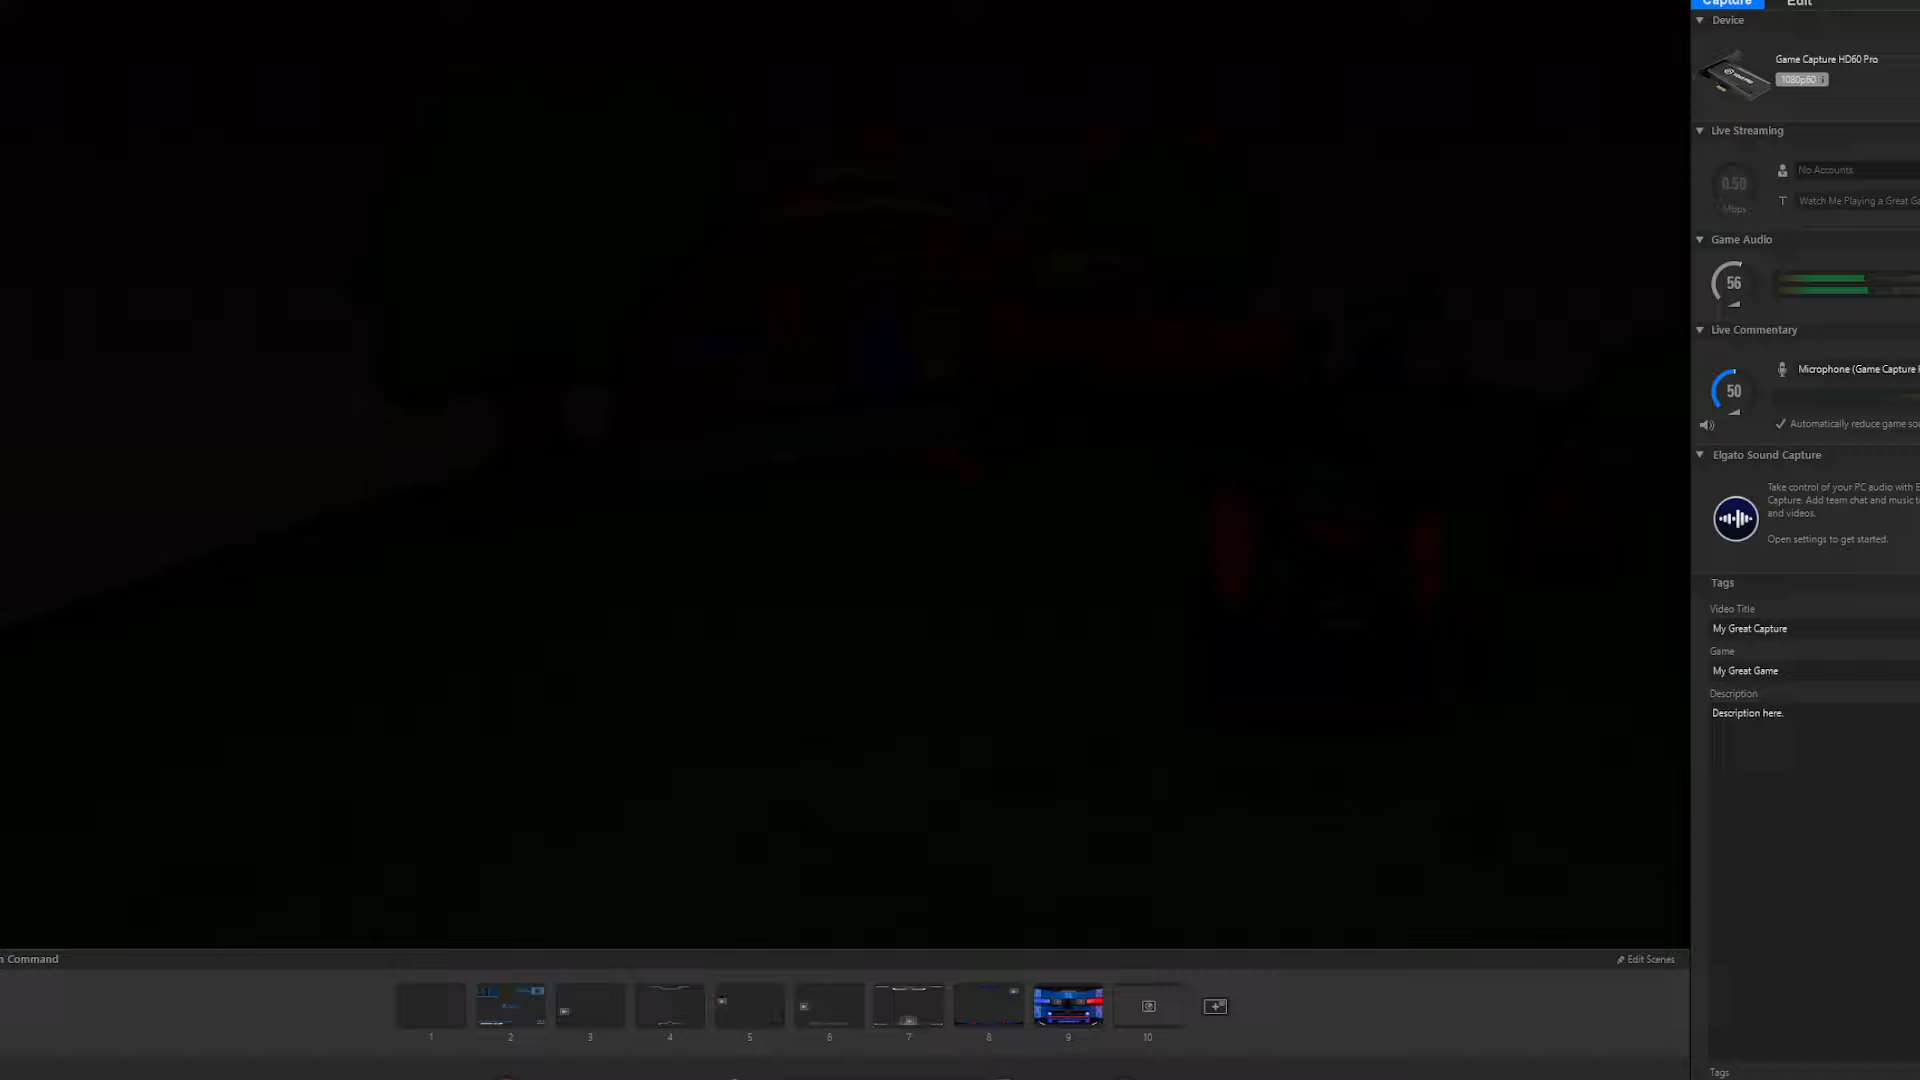 Capture Edit
Device
Game Capture HD60 Pro
1080p60 i
Live Streaming
No Accounts
0.50
Mbps
T Watch Me Playing a Great Ga
Game Audio
56
Live Commentary
Microphone (Game Capture
50
Automatically reduce game sou
Elgato Sound Capture
Take control of your PC audio with E
Capture. Add team chat and music to
and videos.
Open settings to get started.
Tags
Video Title
My Great Capture
Game
My Great Game
Description
Description here.
Command
Edit Scenes
1 2 3 4 5 6 7 8 9 10
Tags